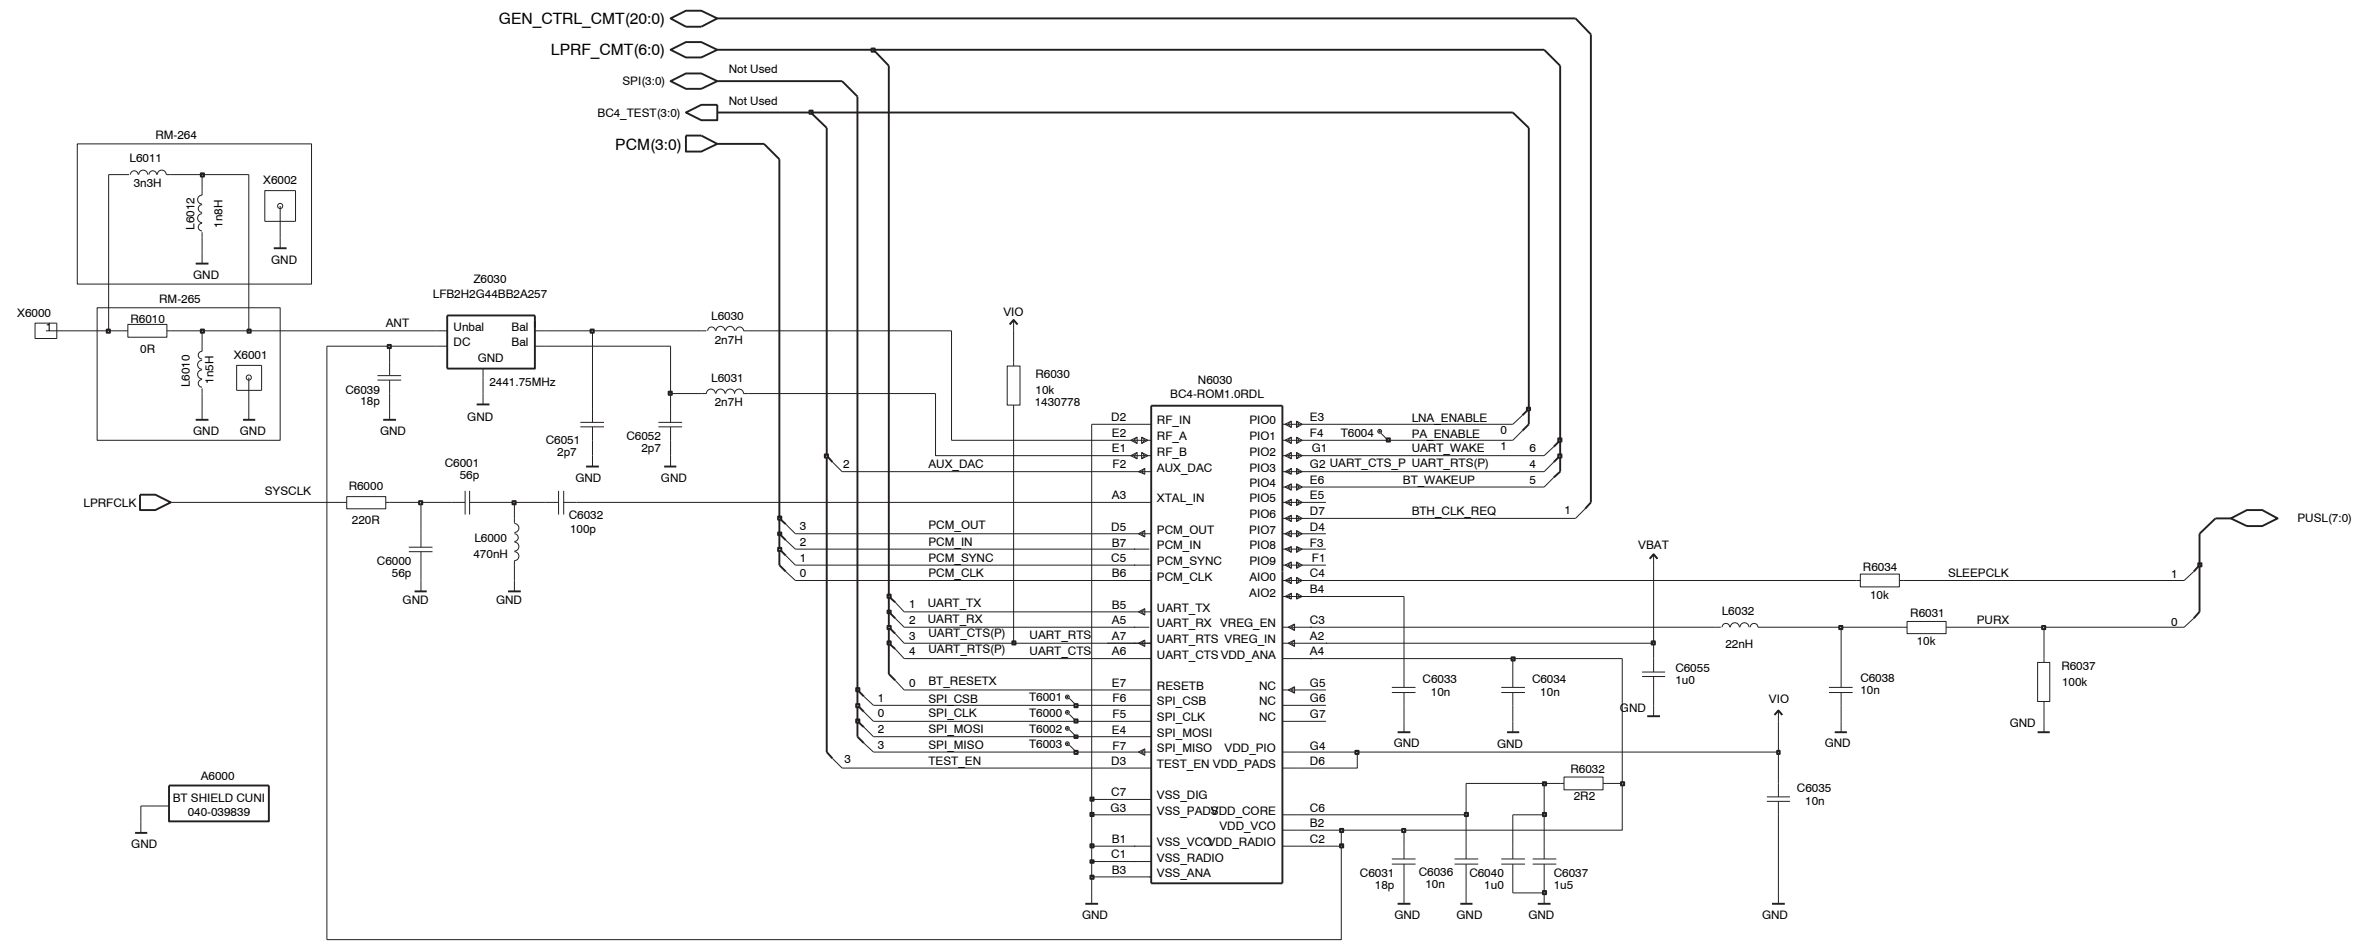 GEN_CTRL_CMT(20:0)
LPRF_CMT(6:0)
SPI(3:0)
Not Used
BC4_TEST(3:0)
Not Used
PCM(3:0)
RM-264
L6011
3n3H
L6012
1n8H
X6002
GND
GND
RM-265
X6000
1
R6010
0R
L6010
1n5H
X6001
GND
GND
ANT
Z6030
LFB2H2G44BB2A257
Unbal
Bal
DC
Bal
GND
2441.75MHz
GND
C6039
18p
GND
L6030
2n7H
L6031
2n7H
C6051
2p7
GND
C6052
2p7
GND
VIO
R6030
10k
1430778
LPRFCLK
SYSCLK
R6000
220R
C6001
56p
C6032
100p
C6000
56p
GND
L6000
470nH
GND
N6030
BC4-ROM1.0RDL
D2 RF_IN
E2 RF_A
E1 RF_B
2 AUX_DAC F2 AUX_DAC
A3 XTAL_IN
3 PCM_OUT D5 PCM_OUT
2 PCM_IN B7 PCM_IN
1 PCM_SYNC C5 PCM_SYNC
0 PCM_CLK B6 PCM_CLK
1 UART_TX B5 UART_TX
2 UART_RX A5 UART_RX
3 UART_CTS(P) UART_RTS A7 UART_RTS
4 UART_RTS(P) UART_CTS A6 UART_CTS
0 BT_RESETX E7 RESETB
1 SPI_CSB T6001 F6 SPI_CSB
0 SPI_CLK T6000 F5 SPI_CLK
2 SPI_MOSI T6002 E4 SPI_MOSI
3 SPI_MISO T6003 F7 SPI_MISO
3 TEST_EN D3 TEST_EN
C7 VSS_DIG
G3 VSS_PADS
B1 VSS_VCO
C1 VSS_RADIO
B3 VSS_ANA
GND
PIO0 E3 LNA_ENABLE 0
PIO1 F4 T6004 PA_ENABLE 1
PIO2 G1 UART_WAKE 6
PIO3 G2 UART_CTS_P UART_RTS(P) 4
PIO4 E6 BT_WAKEUP 5
PIO5 E5
PIO6 D7 BTH_CLK_REQ 1
PIO7 D4
PIO8 F3
PIO9 F1
AIO0 C4
AIO2 B4
VREG_EN C3
VREG_IN A2
VDD_ANA A4
NC G5
NC G6
NC G7
VDD_PIO G4
VDD_PADS D6
VDD_CORE C6
VDD_VCO B2
VDD_RADIO C2
R6034
10k
SLEEPCLK
1
PUSL(7:0)
VBAT
L6032
22nH
R6031
10k
PURX
0
C6033
10n
GND
C6034
10n
GND
C6055
1u0
GND
C6038
10n
GND
R6037
100k
GND
VIO
C6035
10n
GND
R6032
2R2
C6031
18p
GND
C6036
10n
GND
C6040
1u0
C6037
1u5
GND
A6000
BT SHIELD CUNI
040-039839
GND